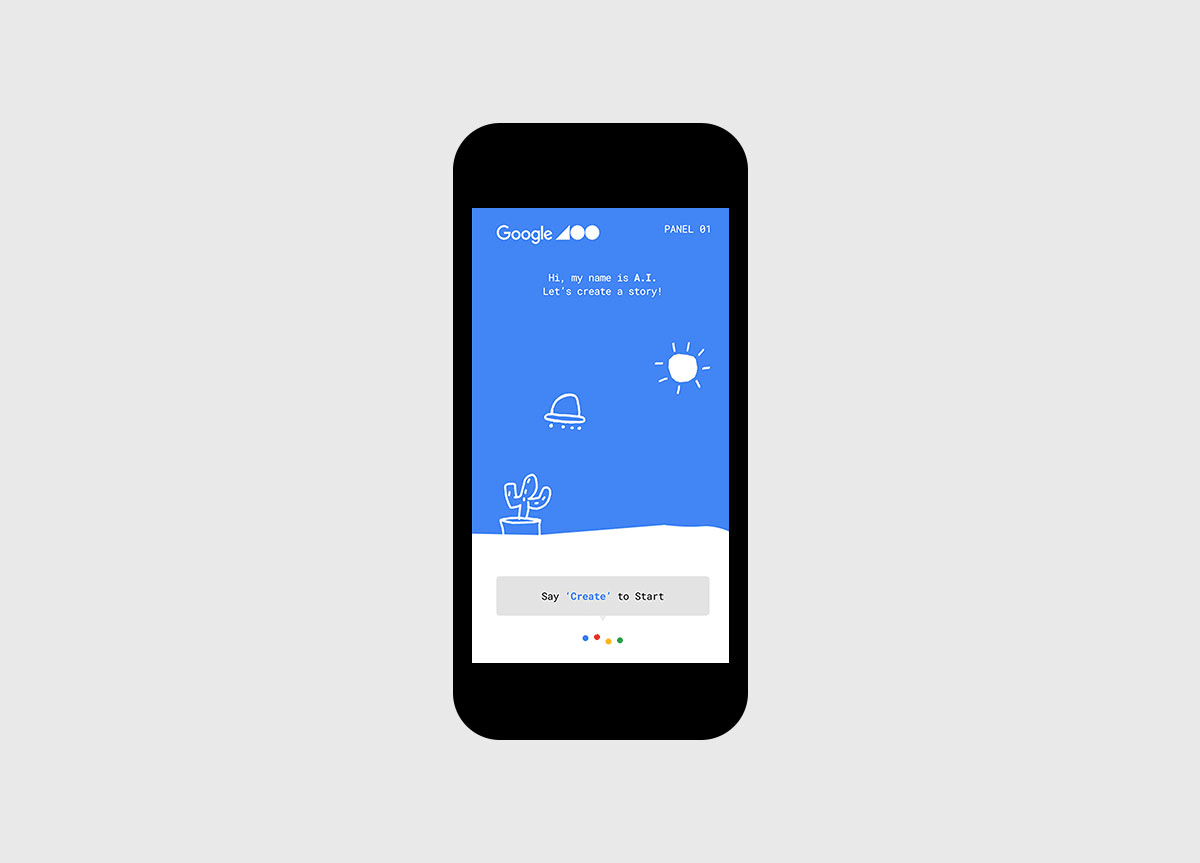 Google
PANEL 01
Hi, my name is A.I.
Let's create a story!
Say 'Create' to Start